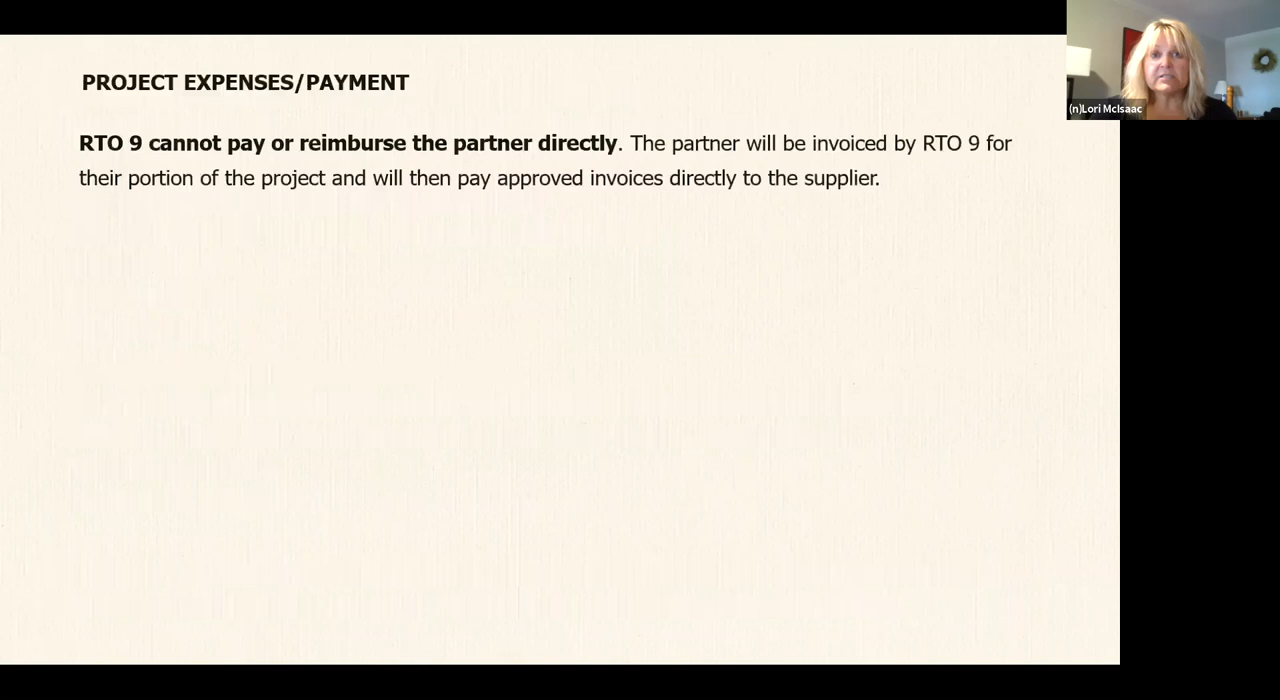 PROJECT EXPENSES/PAYMENT
RTO 9 cannot pay or reimburse the partner directly. The partner will be invoiced by RTO 9 for
their portion of the project and will then pay approved invoices directly to the supplier.
(n)Lori McIsaac